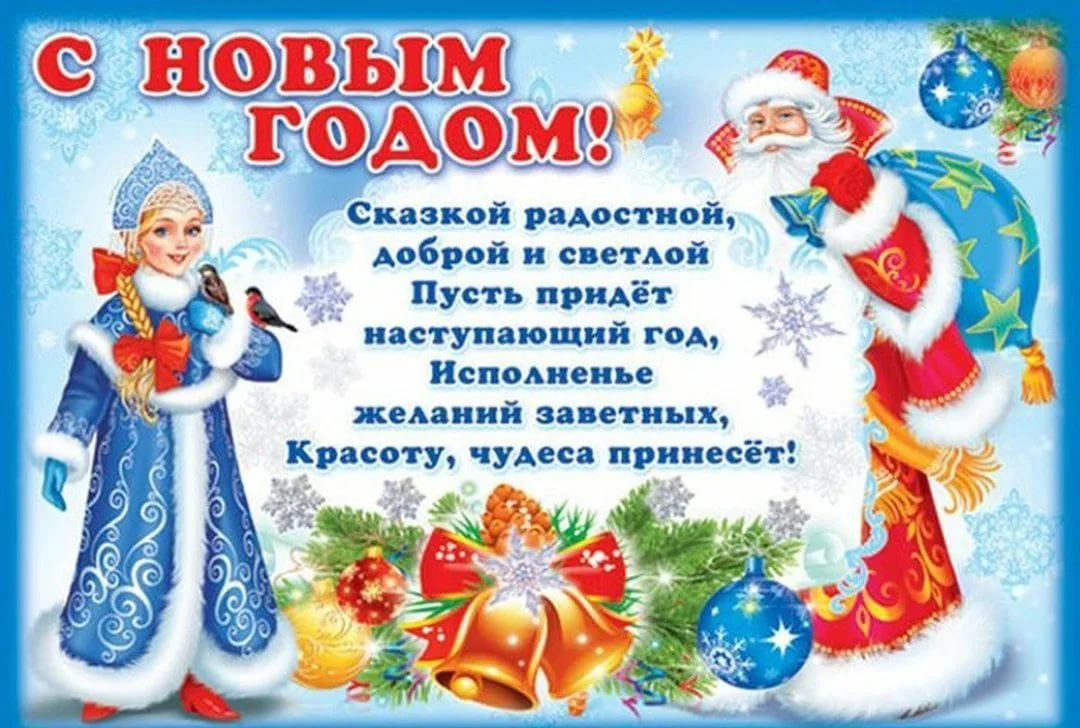 С НОВЫМ
ГОДОМ!
Сказкой радостной,
доброй и светлой
Пусть придёт
наступающий год,
Исполненье
желаний заветных,
Красоту, чудеса принесёт!